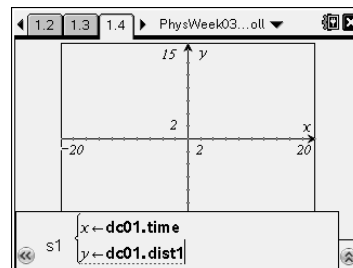 1.2 1.3 1.4 PhysWeek03...oll
15 y
2 x
-20 2 20
s1 { x←dc01.time
y←dc01.dist1